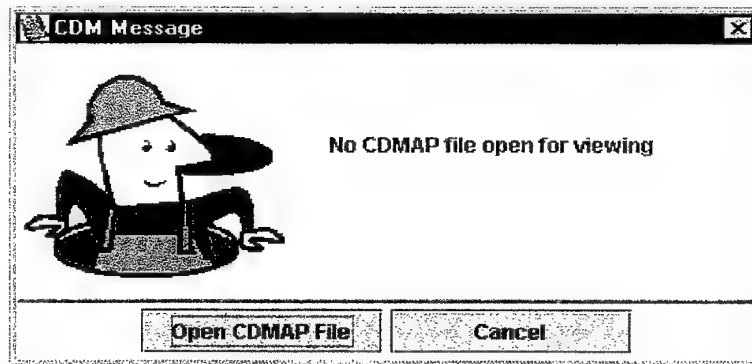 CDM Message
No CDMAP file open for viewing
Open CDMAP File
Cancel